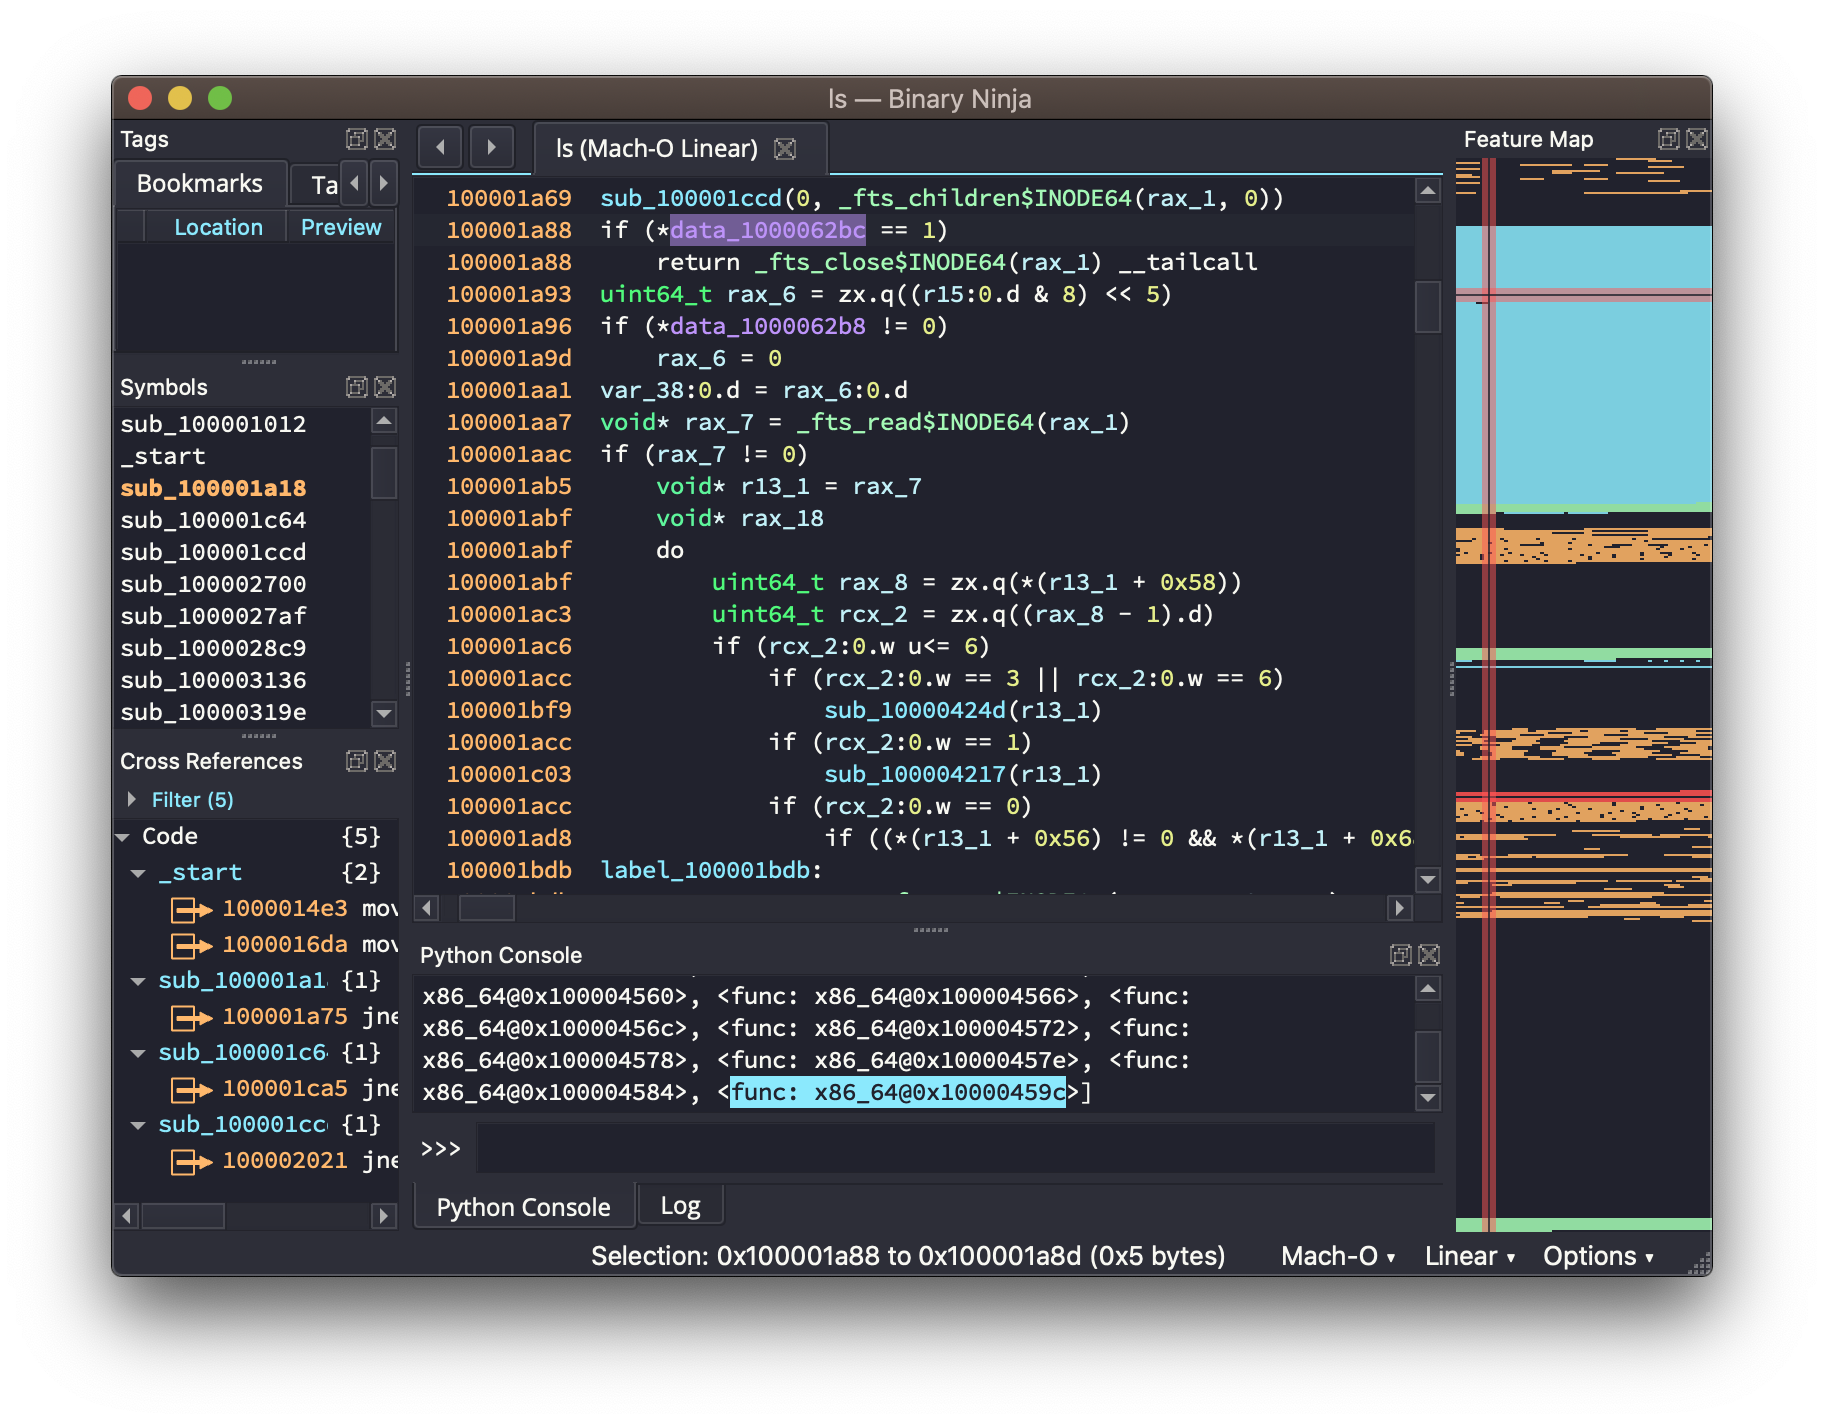 ls — Binary Ninja
Tags
Bookmarks
Ta
Location Preview
Symbols
sub_100001012
_start
sub_100001a18
sub_100001c64
sub_100001ccd
sub_100002700
sub_1000027af
sub_1000028c9
sub_100003136
sub_10000319e
Cross References
Filter (5)
Code {5}
_start {2}
1000014e3 mov
1000016da mov
sub_100001a1 {1}
100001a75 jne
sub_100001c6 {1}
100001ca5 jne
sub_100001cc {1}
100002021 jne
ls (Mach-O Linear)
100001a69 sub_100001ccd(0, _fts_children$INODE64(rax_1, 0))
100001a88 if (*data_1000062bc == 1)
100001a88 return _fts_close$INODE64(rax_1) __tailcall
100001a93 uint64_t rax_6 = zx.q((r15:0.d & 8) << 5)
100001a96 if (*data_1000062b8 != 0)
100001a9d rax_6 = 0
100001aa1 var_38:0.d = rax_6:0.d
100001aa7 void* rax_7 = _fts_read$INODE64(rax_1)
100001aac if (rax_7 != 0)
100001ab5 void* r13_1 = rax_7
100001abf void* rax_18
100001abf do
100001abf uint64_t rax_8 = zx.q(*(r13_1 + 0x58))
100001ac3 uint64_t rcx_2 = zx.q((rax_8 - 1).d)
100001ac6 if (rcx_2:0.w u<= 6)
100001acc if (rcx_2:0.w == 3 || rcx_2:0.w == 6)
100001bf9 sub_10000424d(r13_1)
100001acc if (rcx_2:0.w == 1)
100001c03 sub_100004217(r13_1)
100001acc if (rcx_2:0.w == 0)
100001ad8 if ((*(r13_1 + 0x56) != 0 && *(r13_1 + 0x6
100001bdb label_100001bdb:
Python Console
x86_64@0x100004560>, <func: x86_64@0x100004566>, <func:
x86_64@0x10000456c>, <func: x86_64@0x100004572>, <func:
x86_64@0x100004578>, <func: x86_64@0x10000457e>, <func:
x86_64@0x100004584>, <func: x86_64@0x10000459c>]
>>>
Python Console Log
Feature Map
Selection: 0x100001a88 to 0x100001a8d (0x5 bytes) Mach-O ▾ Linear ▾ Options ▾